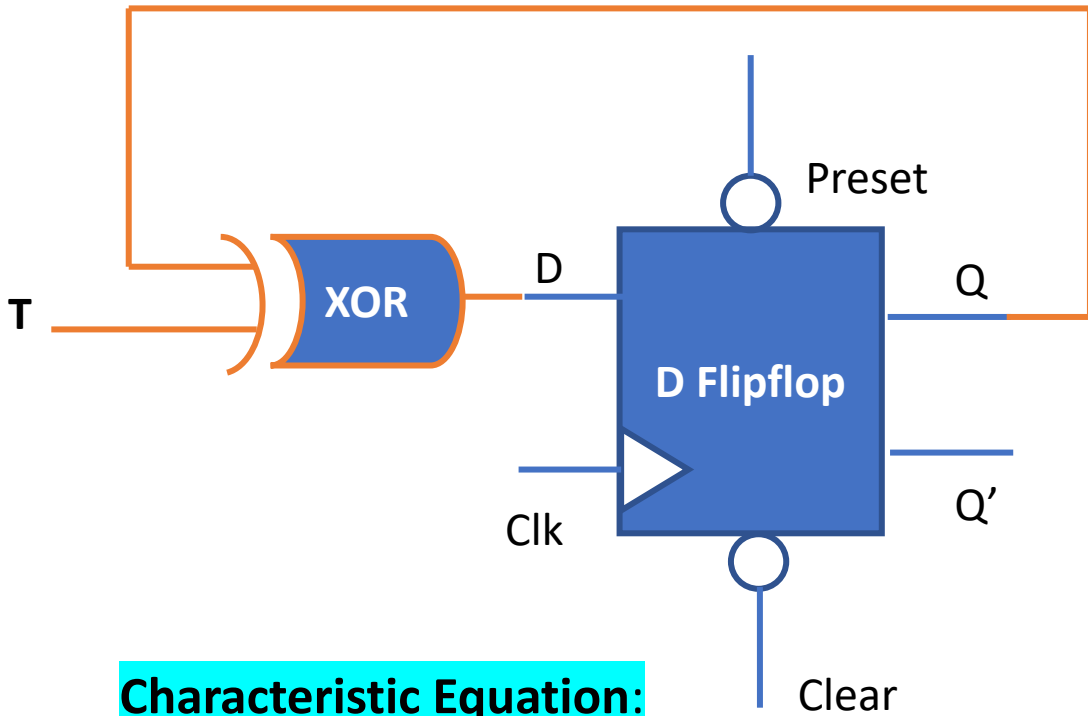 Preset
D
Q
XOR
T
D Flipflop
Q’
Clk
Characteristic Equation:
Clear